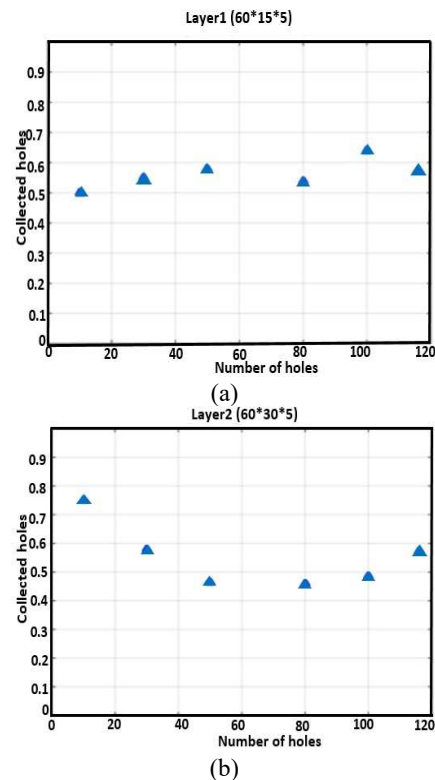 Layer1 (60*15*5)
0.9
0.8
0.7
0.6
0.5
0.4
0.3
0.2
0.1
0
Collected holes
0 20 40 60 80 100 120
Number of holes
(a)
Layer2 (60*30*5)
0.9
0.8
0.7
0.6
0.5
0.4
0.3
0.2
0.1
0
Collected holes
0 20 40 60 80 100 120
Number of holes
(b)